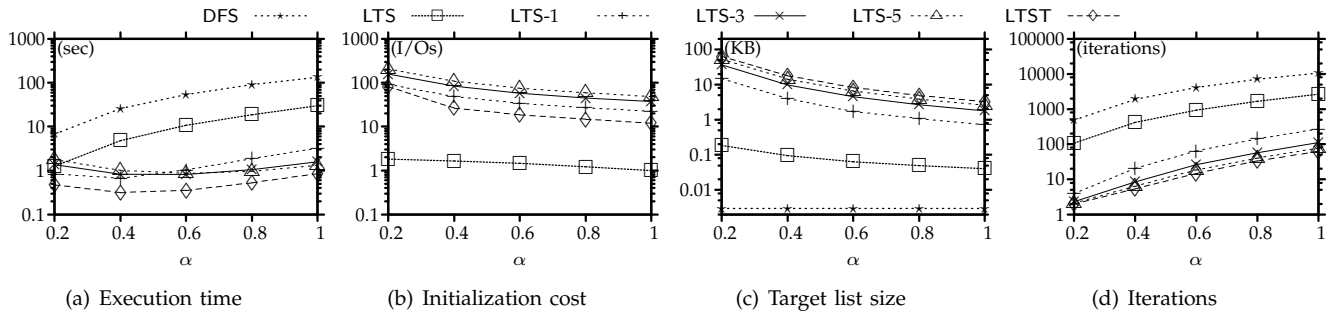 DFS LTS LTS-1 LTS-3 LTS-5 LTST
1000 1000 100 100000
(sec) (I/Os) (KB) (iterations)
100 100 10 10000
10 10 1 1000
1 1 0.1 100
0.1 0.1 0.01 10
1
0.2 0.4 0.6 0.8 1 0.2 0.4 0.6 0.8 1 0.2 0.4 0.6 0.8 1 0.2 0.4 0.6 0.8 1
α α α α
(a) Execution time (b) Initialization cost (c) Target list size (d) Iterations